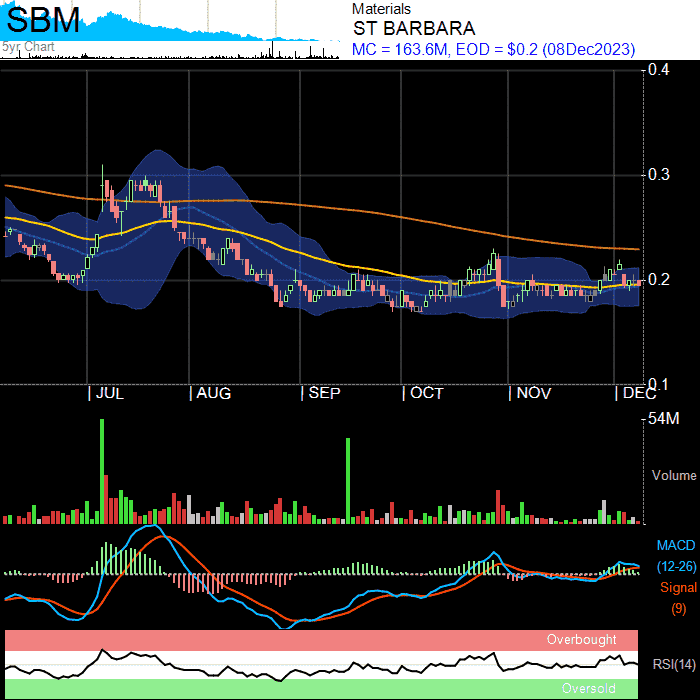 SBM
5yr Chart
Materials
ST BARBARA
MC = 163.6M, EOD = $0.2 (08Dec2023)
0.4
0.3
0.2
0.1
| JUL | AUG | SEP | OCT | NOV | DEC
54M
Volume
MACD
(12-26)
Signal
(9)
Overbought
RSI(14)
Oversold